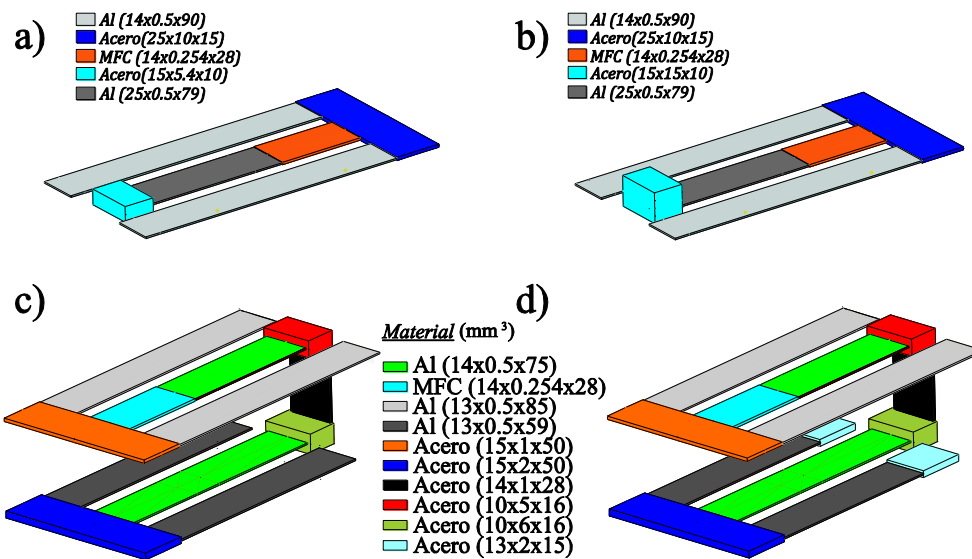 a)
Al (14x0.5x90)
Acero(25x10x15)
MFC (14x0.254x28)
Acero(15x5.4x10)
Al (25x0.5x79)
b)
Al (14x0.5x90)
Acero(25x10x15)
MFC (14x0.254x28)
Acero(15x15x10)
Al (25x0.5x79)
c)
d)
Material (mm³)
Al (14x0.5x75)
MFC (14x0.254x28)
Al (13x0.5x85)
Al (13x0.5x59)
Acero (15x1x50)
Acero (15x2x50)
Acero (14x1x28)
Acero (10x5x16)
Acero (10x6x16)
Acero (13x2x15)